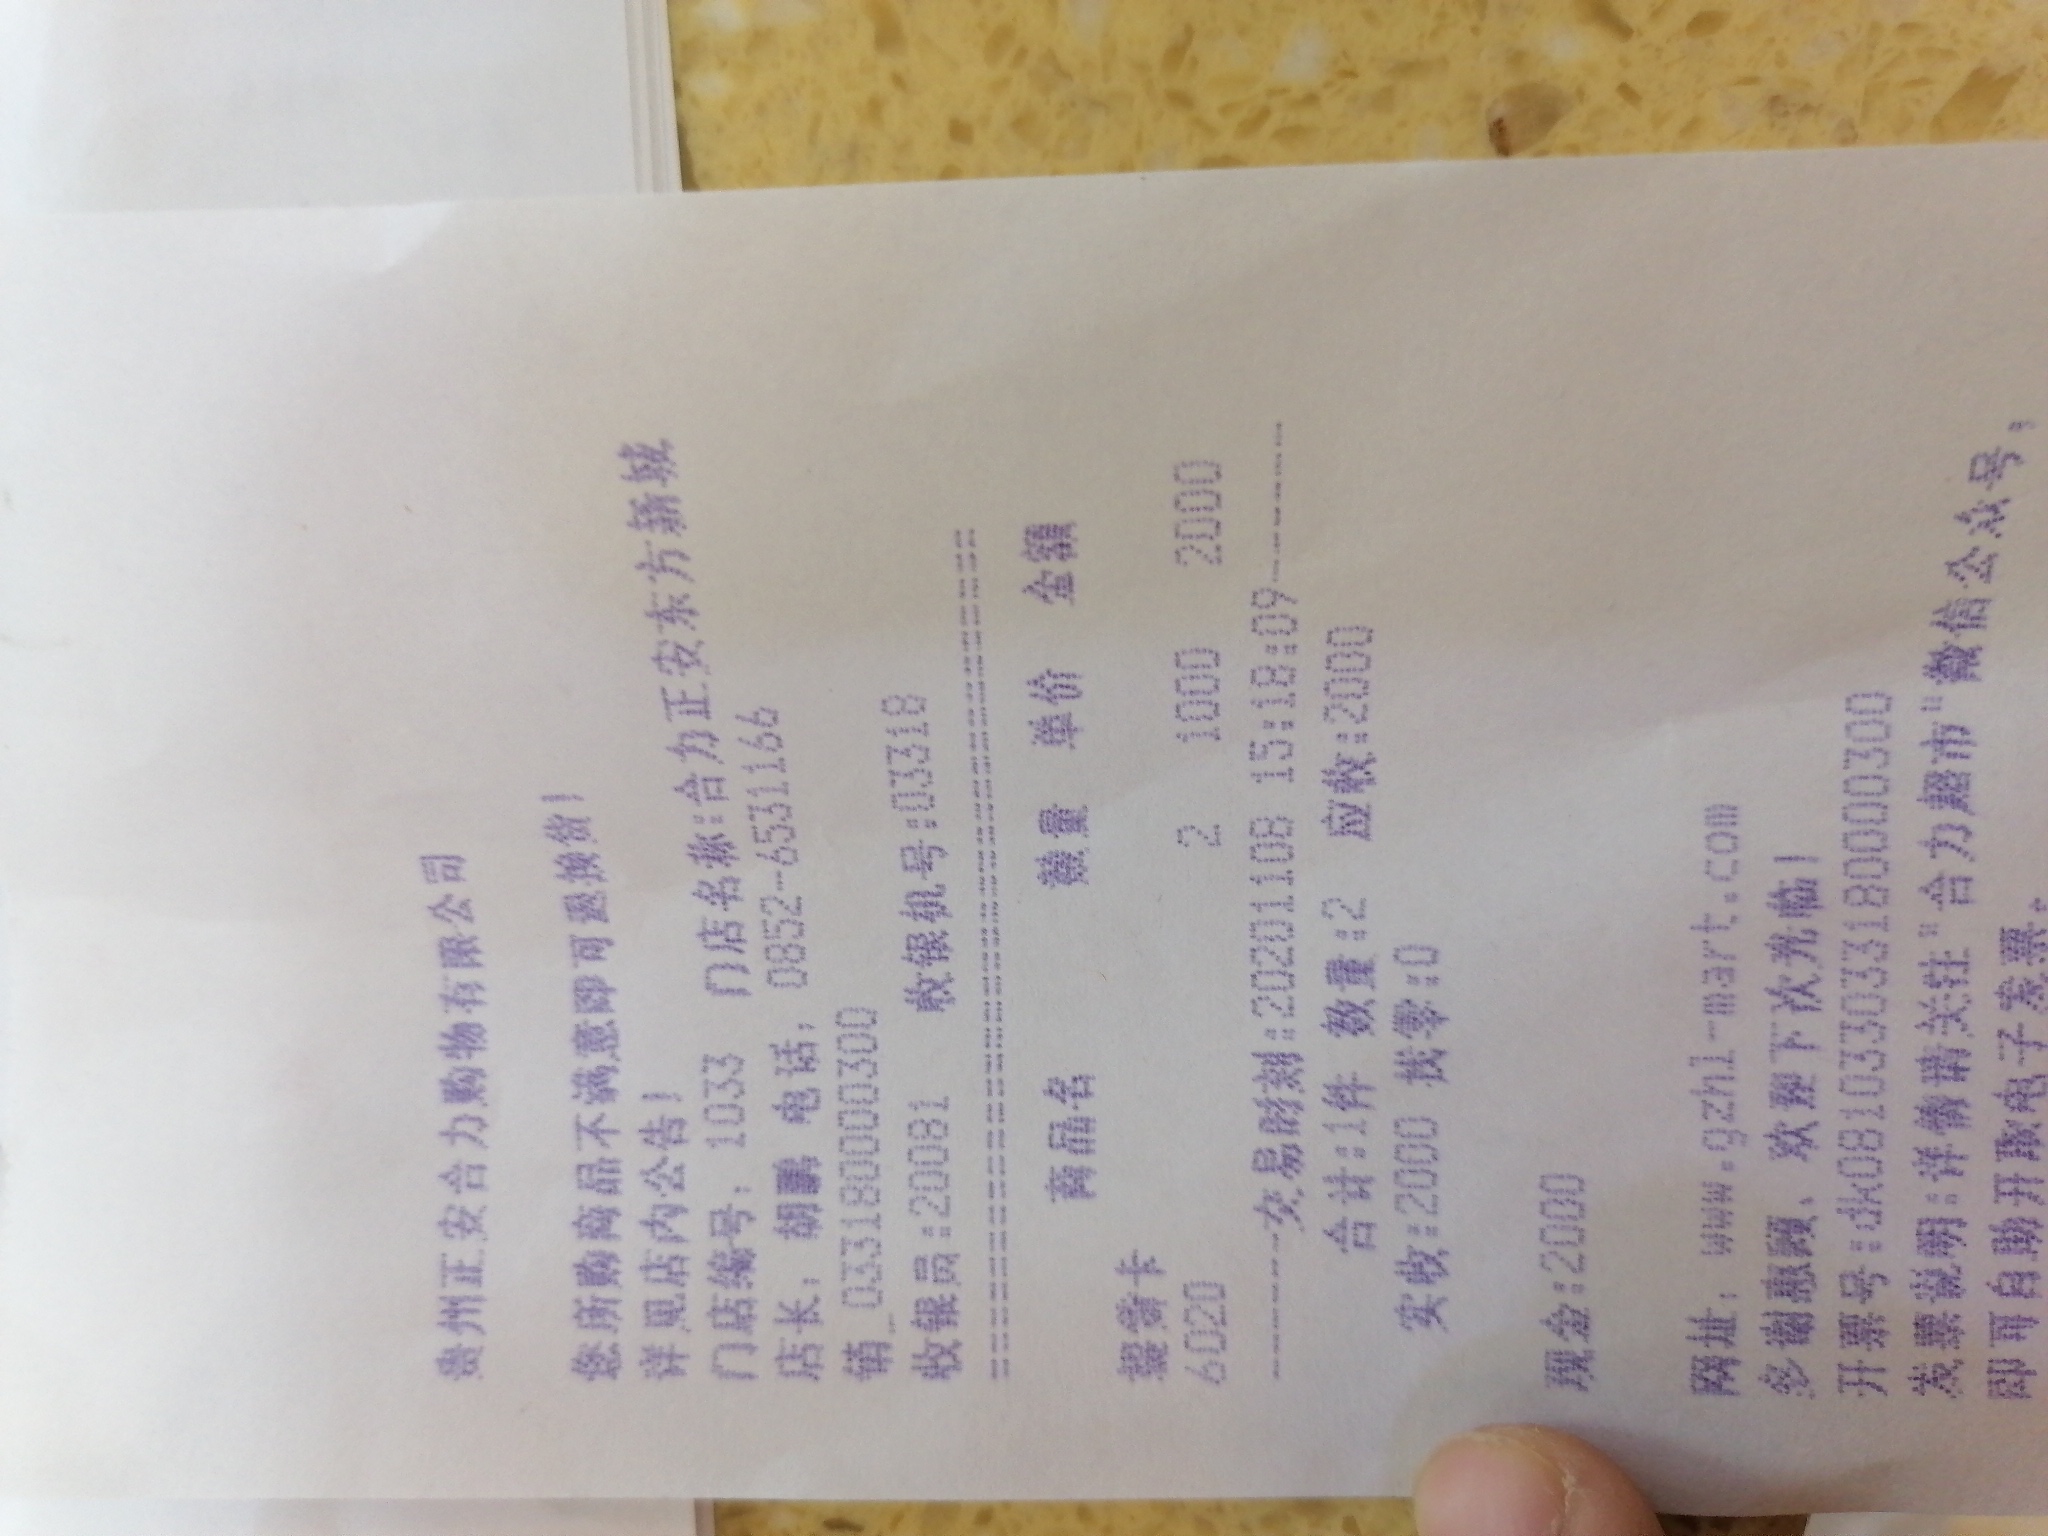 贵州正安合力购物有限公司
您所购商品不满意即可退换货!
详见店内公告!
门店编号: 1033 门店名称:合力正安东方新城
店长: 胡鹏 电话: 0852-6531166
销_033180000300
收银员:20081 收银机号:03318
================================
商品名 数量 单价 金额
提货卡
6020 2 1000 2000
------交易时刻:20201108 15:18:09------
合计:1件 数量:2 应收:2000
实收:2000 找零:0
现金:2000
网址: www.gzhl-mart.com
多谢惠顾、欢迎下次光临!
开票号:dk0810330331800000300
发票说明:详情请关注"合力超市"微信公众号,
即可自助开取电子发票。